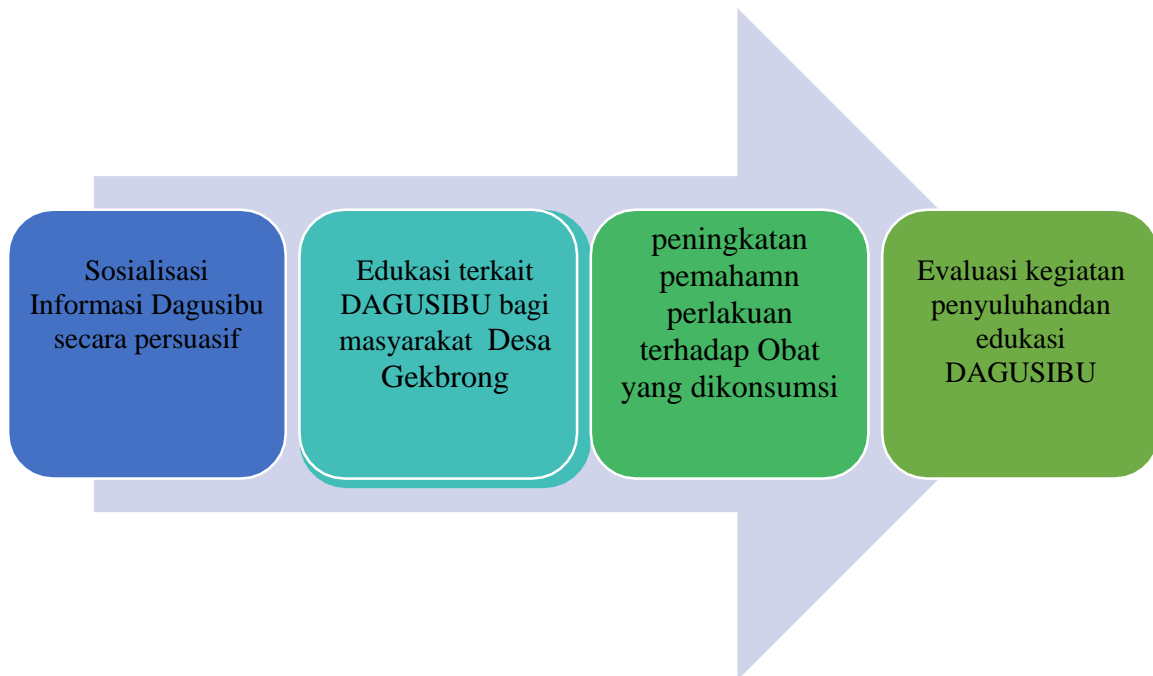 Sosialisasi
Informasi Dagusibu
secara persuasif
Edukasi terkait
DAGUSIBU bagi
masyarakat Desa
Gekbrong
peningkatan
pemahamn
perlakuan
terhadap Obat
yang dikonsumsi
Evaluasi kegiatan
penyuluhandan
edukasi
DAGUSIBU